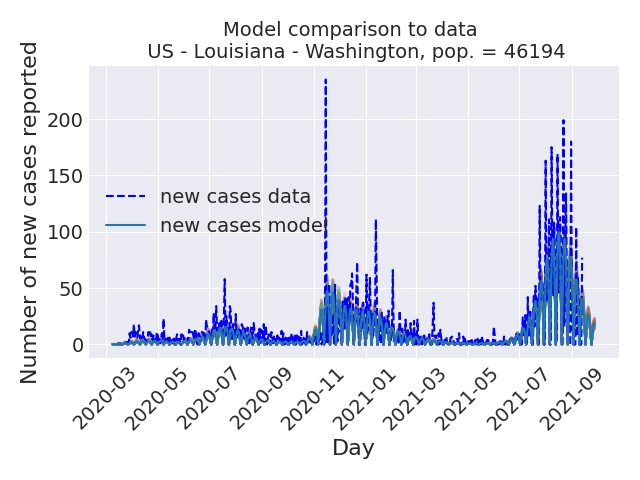 Model comparison to data
US - Louisiana - Washington, pop. = 46194
Number of new cases reported
200
150
100
50
0
new cases data
new cases model
2020-03
2020-05
2020-07
2020-09
2020-11
2021-01
2021-03
2021-05
2021-07
2021-09
Day